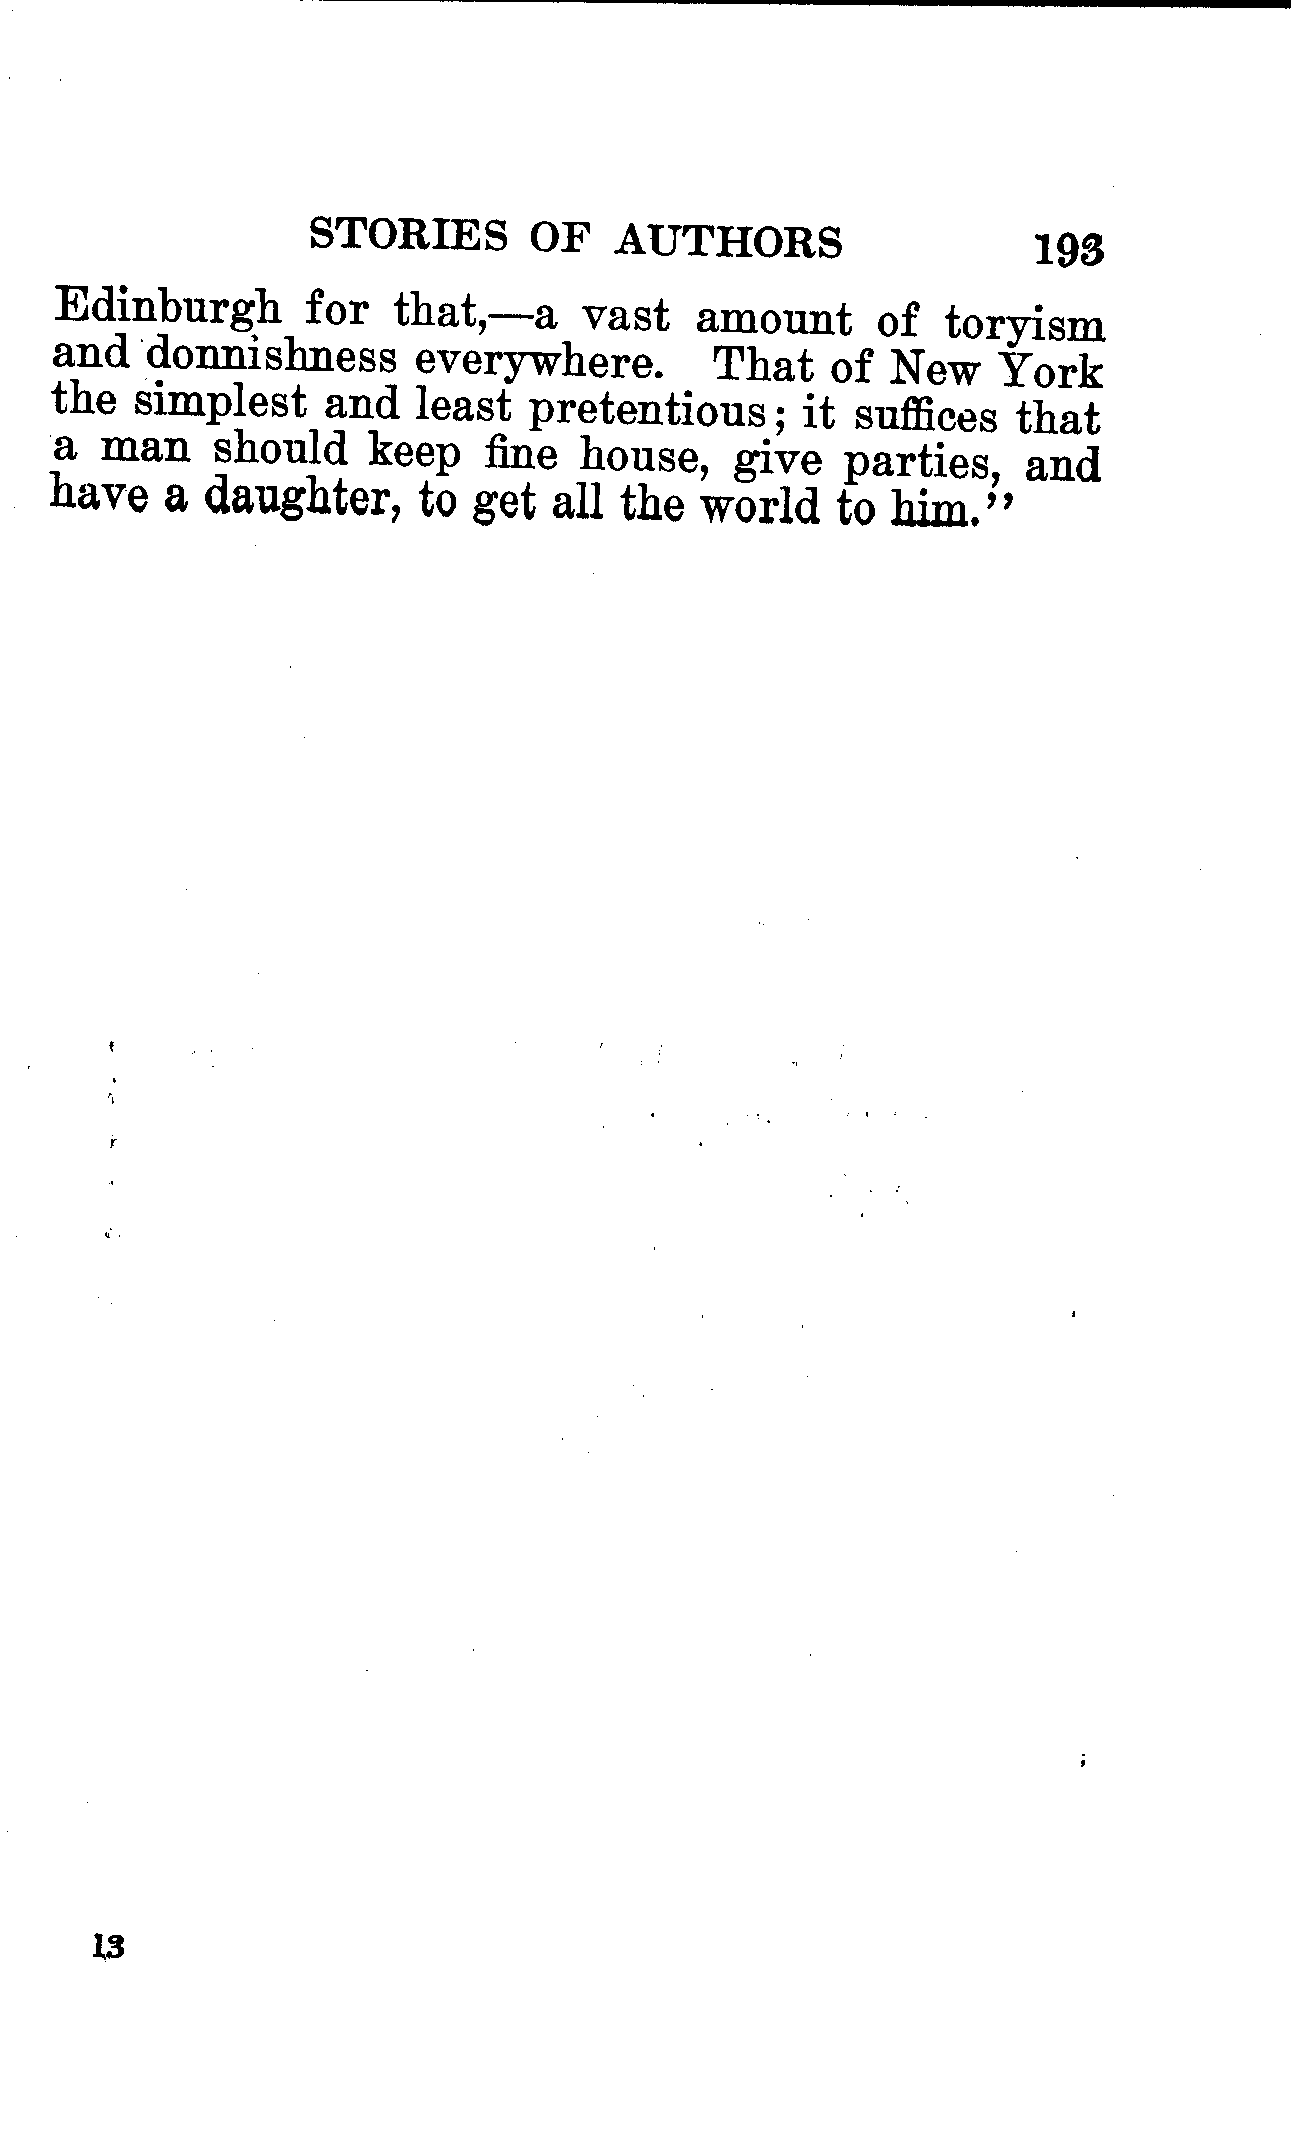 STORIES OF AUTHORS 193
Edinburgh for that,—a vast amount of toryism
and donnishness everywhere. That of New York
the simplest and least pretentious; it suffices that
a man should keep fine house, give parties, and
have a daughter, to get all the world to him.”
13